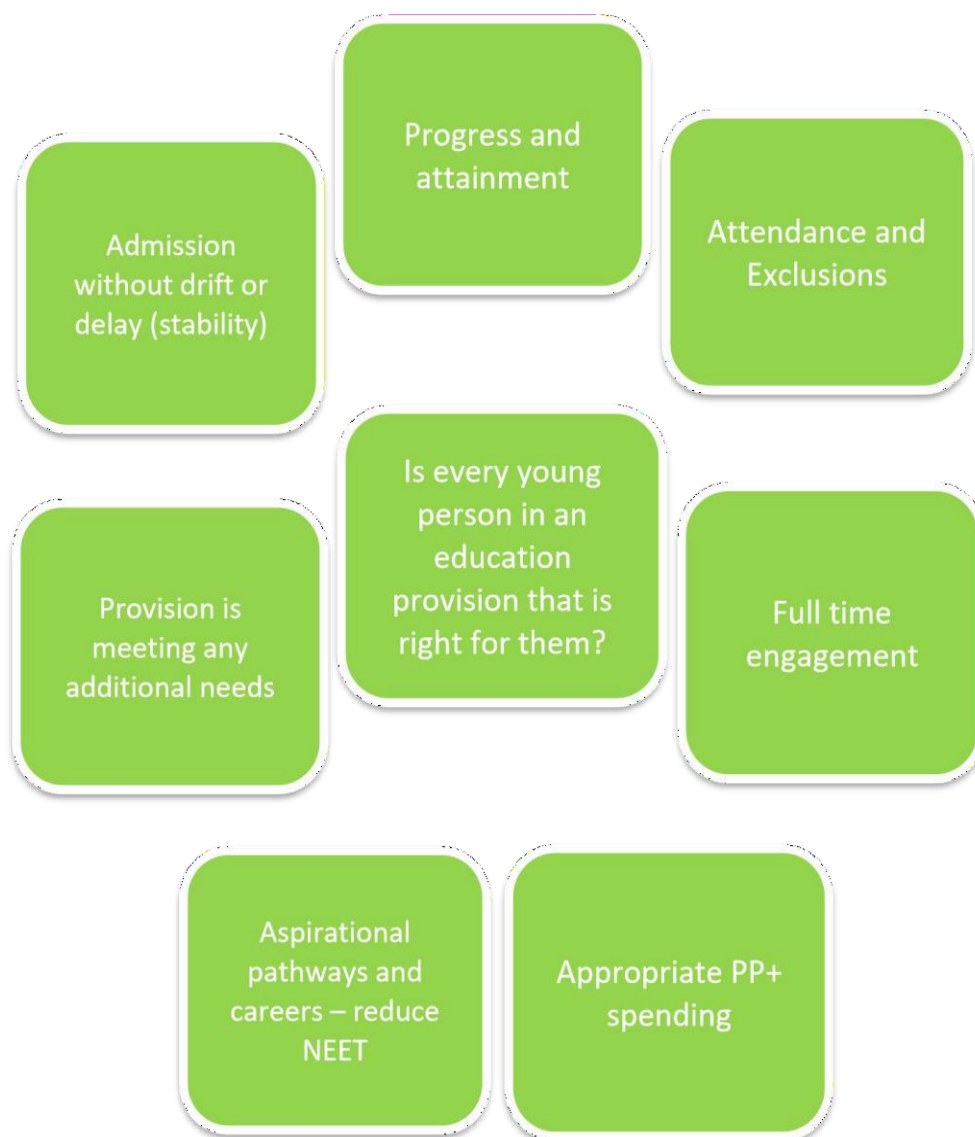 Progress and
attainment
Admission
without drift or
delay (stability)
Attendance and
Exclusions
Is every young
person in an
education
provision that is
right for them?
Provision is
meeting any
additional needs
Full time
engagement
Aspirational
pathways and
careers – reduce
NEET
Appropriate PP+
spending